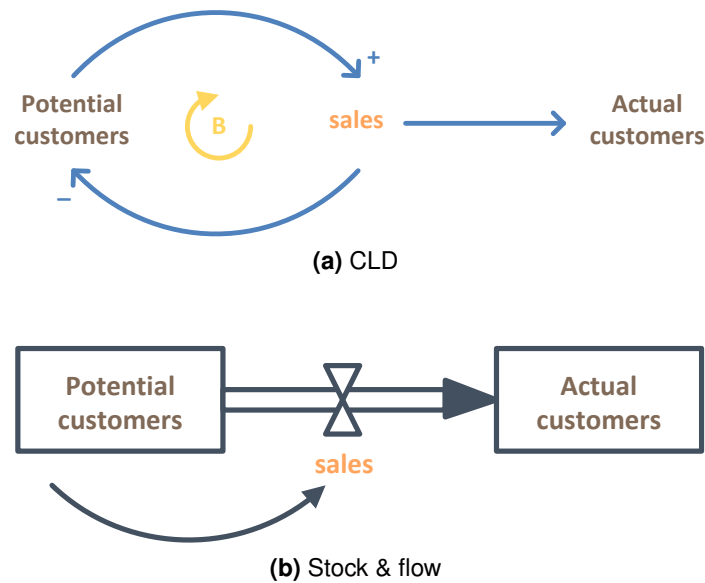 +
Potential
customers
B
sales
Actual
customers
–
(a) CLD
Potential
customers
Actual
customers
sales
(b) Stock & flow